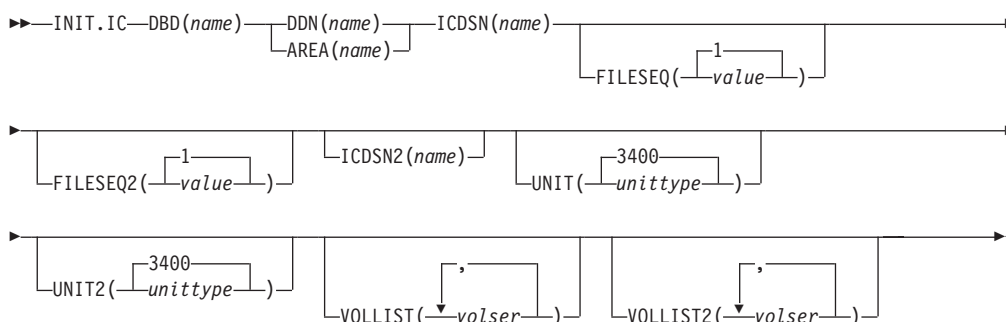 INIT.IC DBD(name) DDN(name) ICDSN(name)
AREA(name)
1
FILESEQ( value )
1
FILESEQ2( value )
ICDSN2(name)
3400
UNIT( unittype )
3400
UNIT2( unittype )
,
VOLLIST( volser )
,
VOLLIST2( volser )